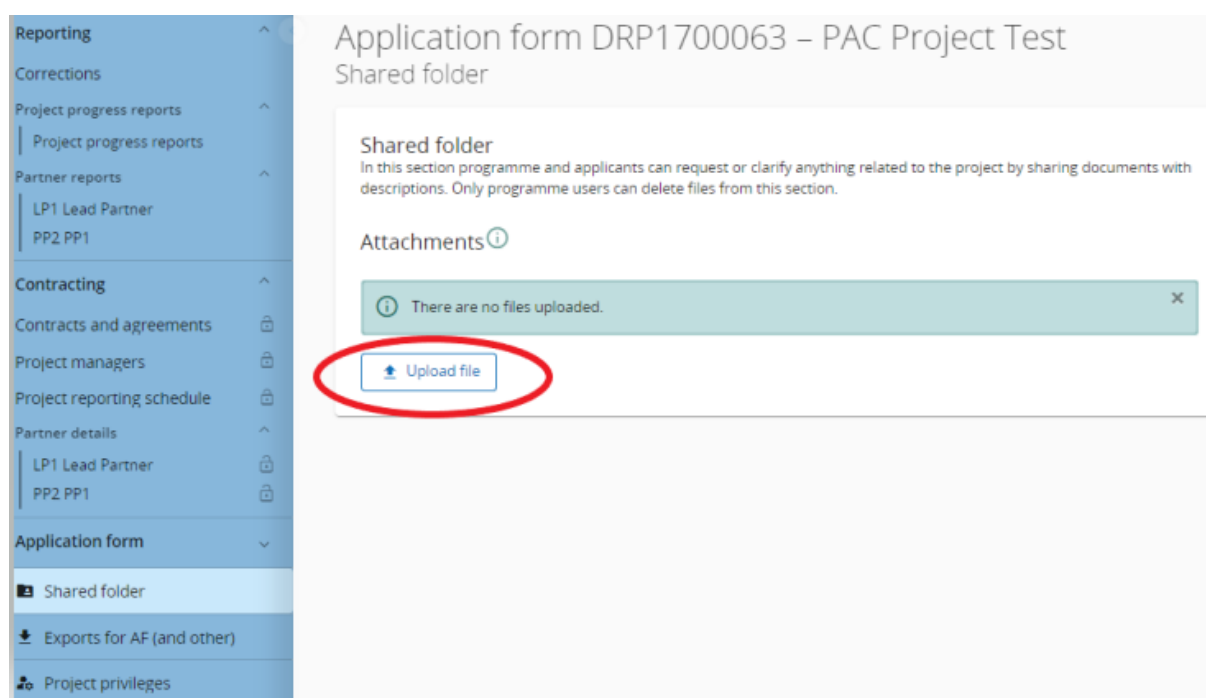 Reporting
Corrections
Project progress reports
Project progress reports
Partner reports
LP1 Lead Partner
PP2 PP1
Contracting
Contracts and agreements
Project managers
Project reporting schedule
Partner details
LP1 Lead Partner
PP2 PP1
Application form
Shared folder
Exports for AF (and other)
Project privileges
Application form DRP1700063 – PAC Project Test
Shared folder
Shared folder
In this section programme and applicants can request or clarify anything related to the project by sharing documents with
descriptions. Only programme users can delete files from this section.
Attachments
There are no files uploaded.
Upload file